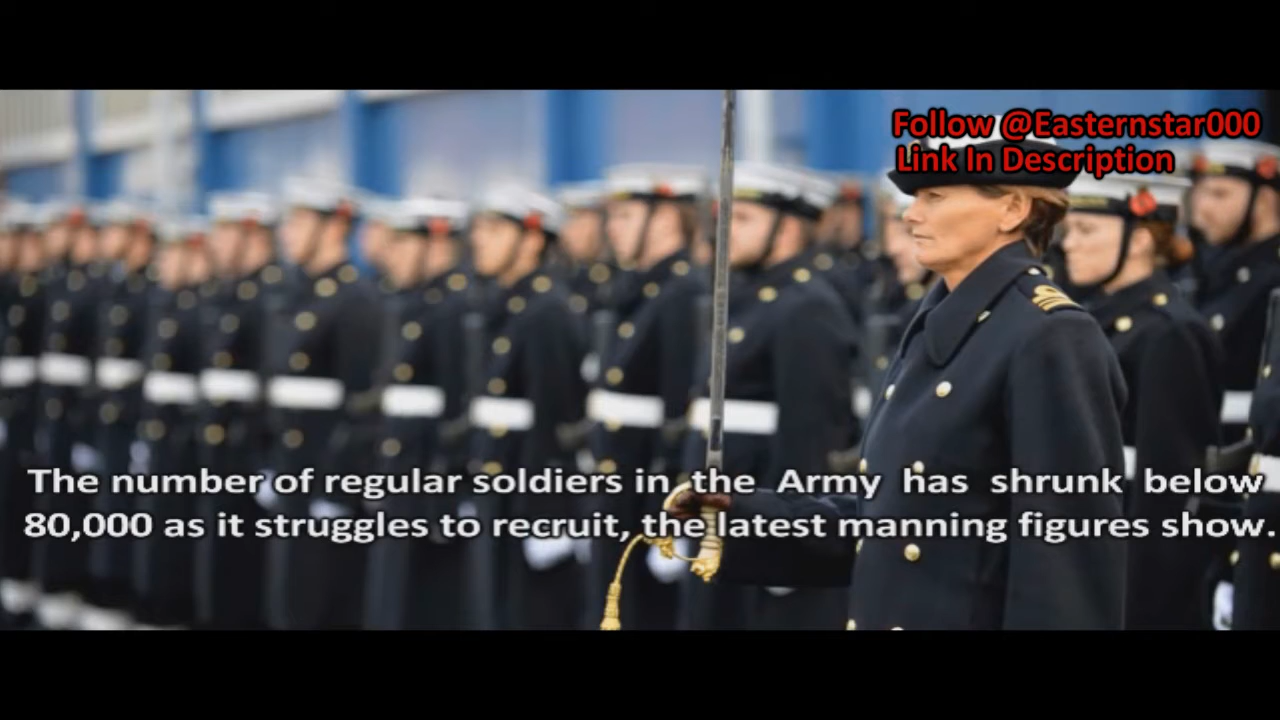 Follow @Easternstar000
Link In Description
The number of regular soldiers in the Army has shrunk below
80,000 as it struggles to recruit, the latest manning figures show.